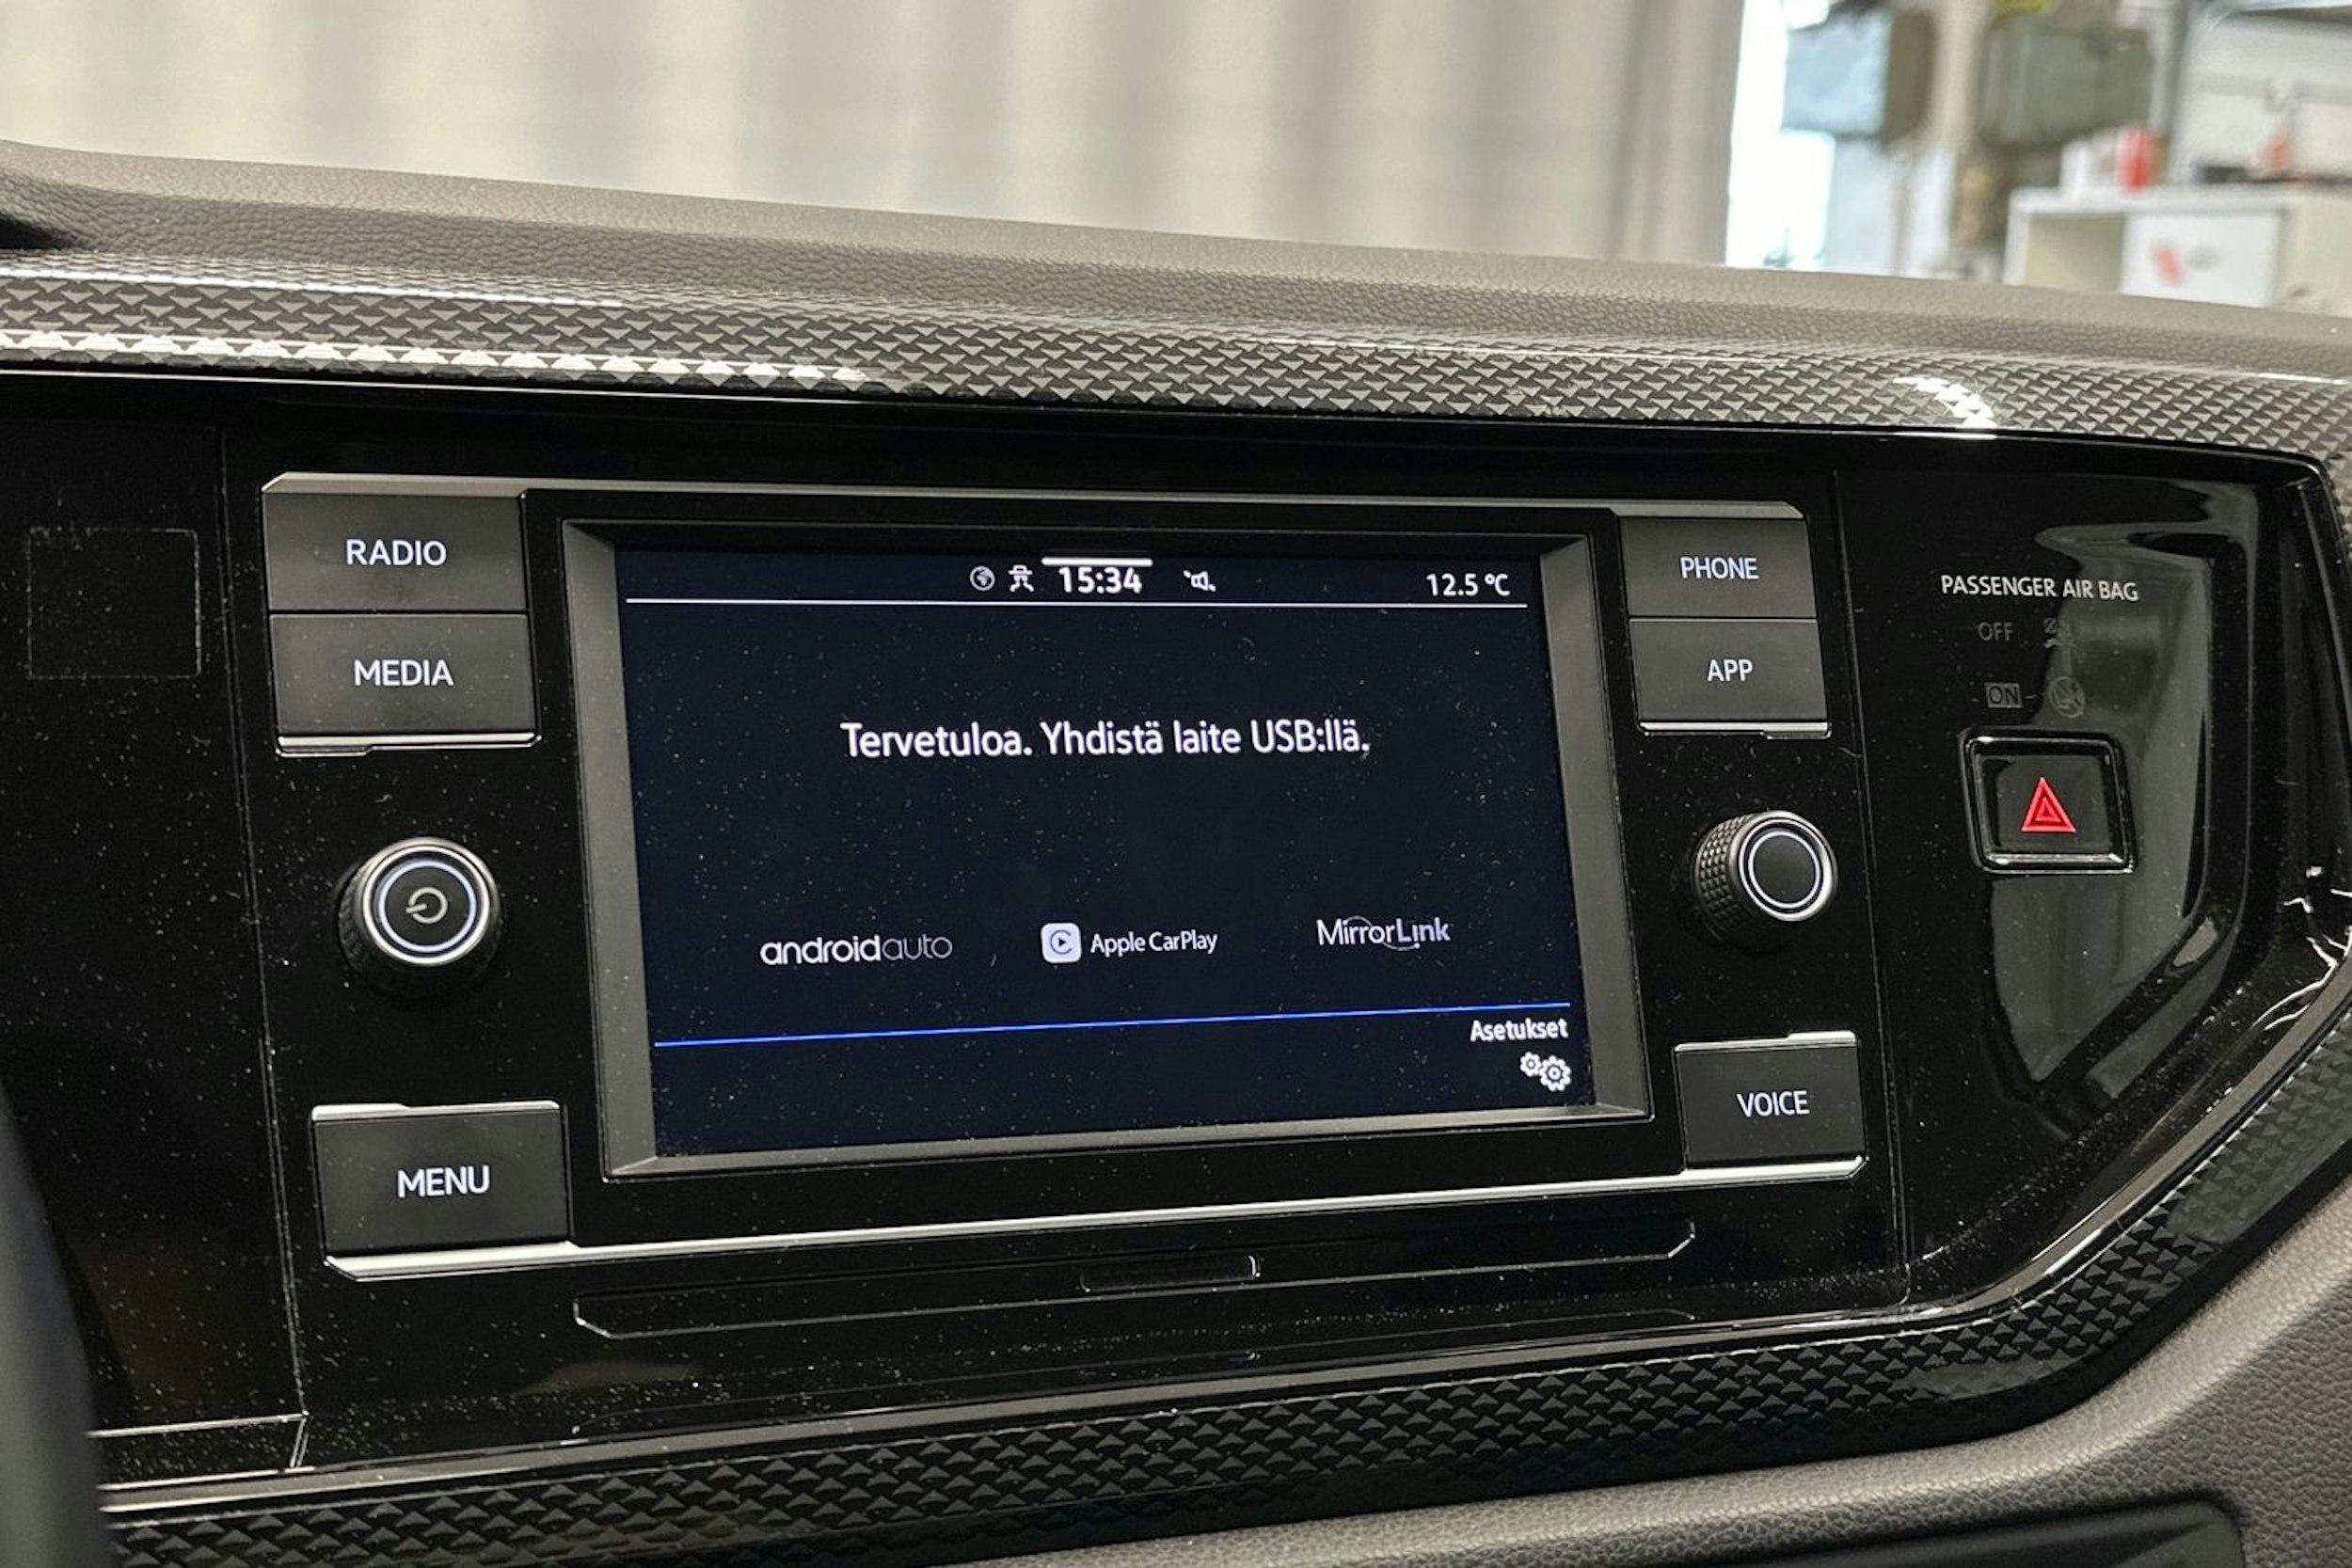 RADIO
MEDIA
MENU
15:34
12.5 °C
Tervetuloa. Yhdistä laite USB:llä.
androidauto
Apple CarPlay
MirrorLink
Asetukset
PHONE
APP
VOICE
PASSENGER AIR BAG
OFF
ON